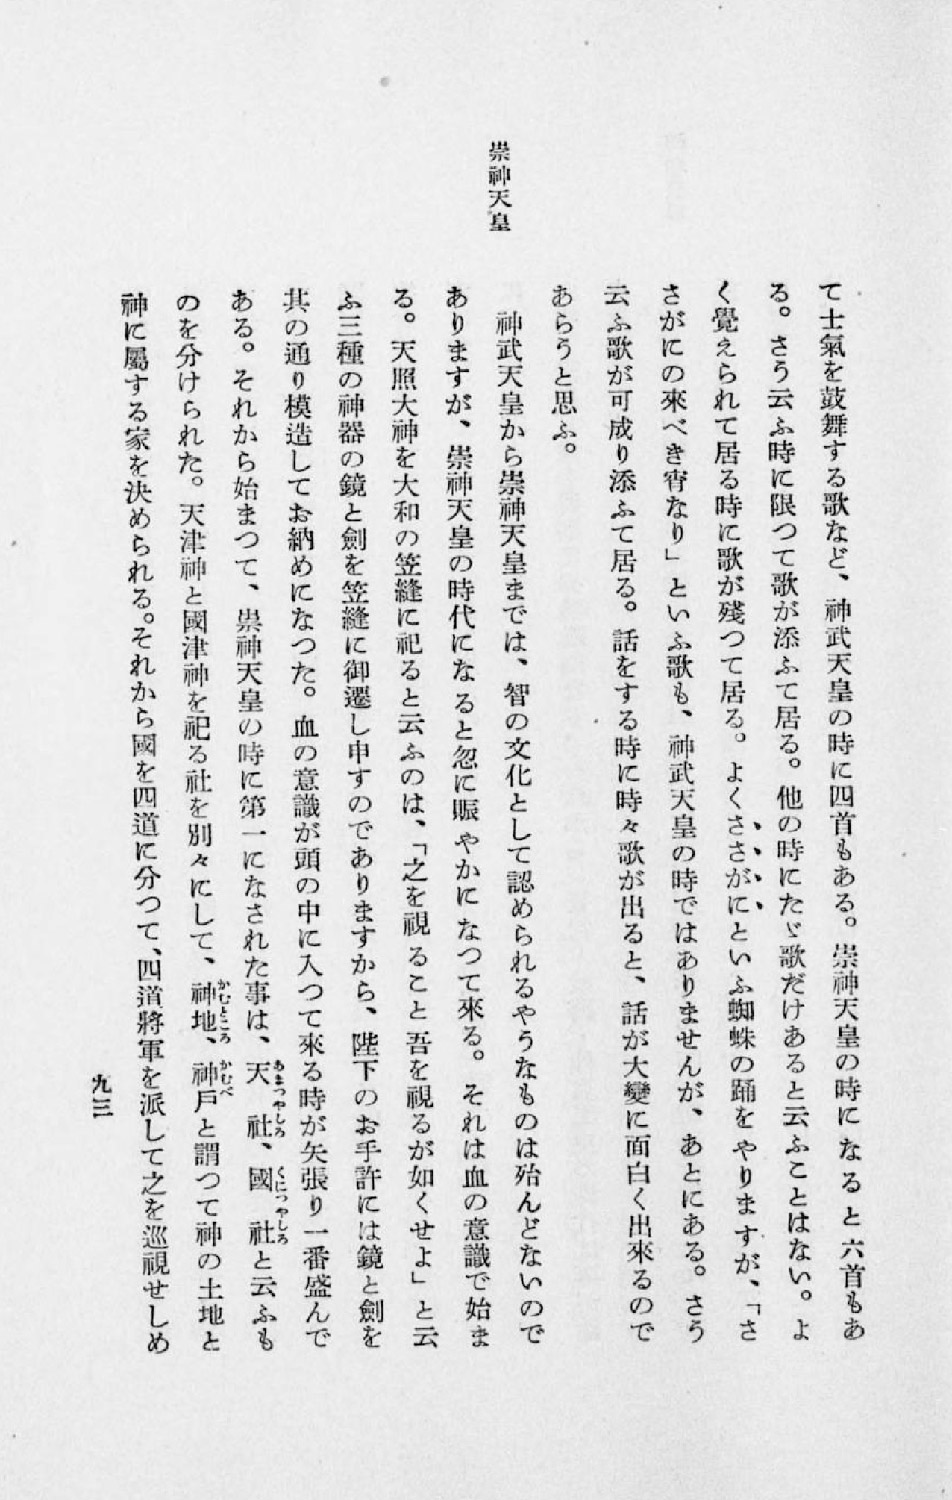 崇神天皇
て士氣を鼓舞する歌など、神武天皇の時に四首もある。崇神天皇の時になると六首もあ
る。さう云ふ時に限つて歌が添ふて居る。他の時にたゞ歌だけあると云ふことはない。よ
く覺えられて居る時に歌が殘つて居る。よくささがにといふ蜘蛛の踊をやりますが、「さ
さがにの來べき宵なり」といふ歌も、神武天皇の時ではありませんが、あとにある。さう
云ふ歌が可成り添ふて居る。話をする時に時々歌が出ると、話が大變に面白く出來るので
あらうと思ふ。
神武天皇から崇神天皇までは、智の文化として認められるやうなものは殆んどないので
ありますが、崇神天皇の時代になると忽に賑やかになつて來る。それは血の意識で始ま
る。天照大神を大和の笠縫に祀ると云ふのは、「之を視ること吾を視るが如くせよ」と云
ふ三種の神器の鏡と劍を笠縫に御遷し申すのでありますから、陛下のお手許には鏡と劍を
其の通り模造してお納めになつた。血の意識が頭の中に入つて來る時が矢張り一番盛んで
ある。それから始まつて、崇神天皇の時に第一になされた事は、天社、國社と云ふも
のを分けられた。天津神と國津神を祀る社を別々にして、神地、神戶と謂つて神の土地と
神に屬する家を決められる。それから國を四道に分つて、四道將軍を派して之を巡視せしめ
あまつやしろ
くにつやしろ
かむところ
かむべ
九三